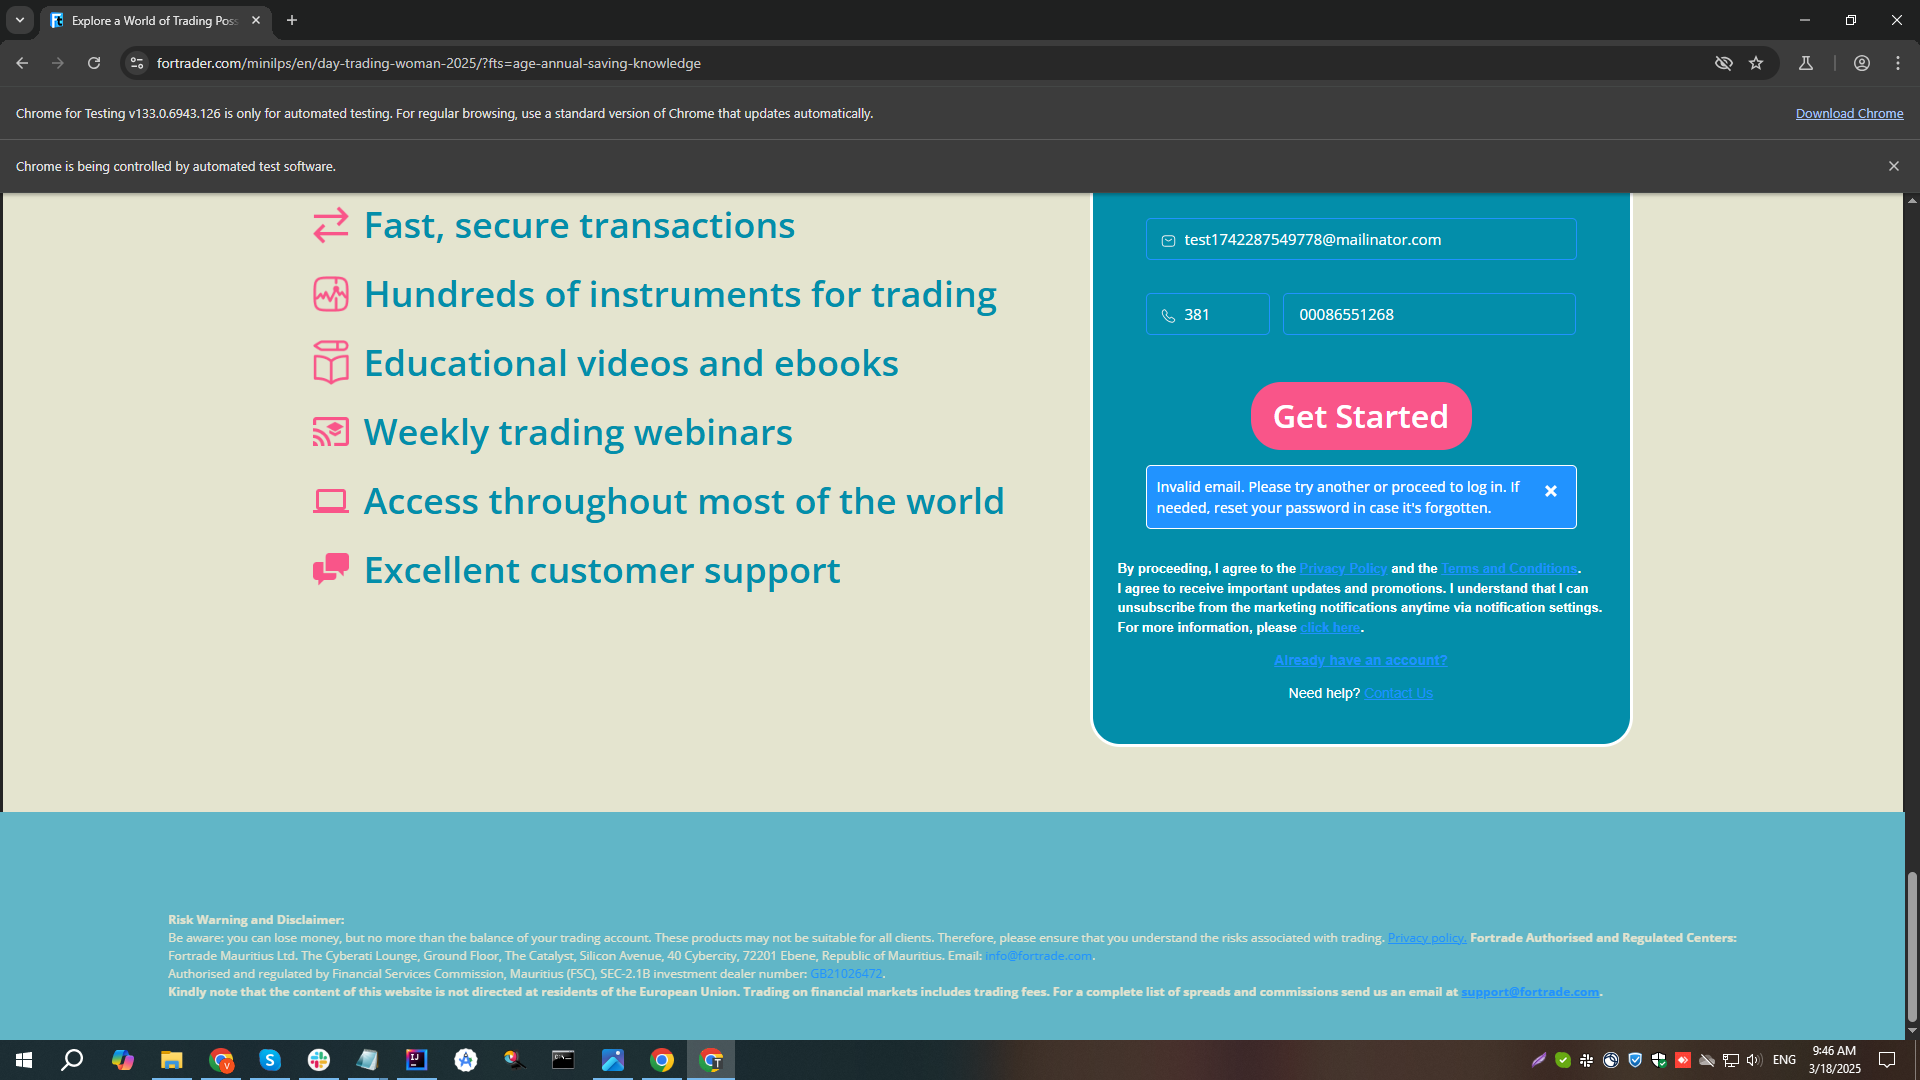 Explore a World of Trading Poss
fortrader.com/minilps/en/day-trading-woman-2025/?fts=age-annual-saving-knowledge
Chrome for Testing v133.0.6943.126 is only for automated testing. For regular browsing, use a standard version of Chrome that updates automatically.
Download Chrome
Chrome is being controlled by automated test software.
Fast, secure transactions
Hundreds of instruments for trading
Educational videos and ebooks
Weekly trading webinars
Access throughout most of the world
Excellent customer support
test1742287549778@mailinator.com
381
00086551268
Get Started
Invalid email. Please try another or proceed to log in. If
needed, reset your password in case it's forgotten.
By proceeding, I agree to the Privacy Policy and the Terms and Conditions.
I agree to receive important updates and promotions. I understand that I can
unsubscribe from the marketing notifications anytime via notification settings.
For more information, please click here.
Already have an account?
Need help? Contact Us
Risk Warning and Disclaimer:
Be aware: you can lose money, but no more than the balance of your trading account. These products may not be suitable for all clients. Therefore, please ensure that you understand the risks associated with trading. Privacy policy. Fortrade Authorised and Regulated Centers:
Fortrade Mauritius Ltd. The Cyberati Lounge, Ground Floor, The Catalyst, Silicon Avenue, 40 Cybercity, 72201 Ebene, Republic of Mauritius. Email: info@fortrade.com.
Authorised and regulated by Financial Services Commission, Mauritius (FSC), SEC-2.1B investment dealer number: GB21026472.
Kindly note that the content of this website is not directed at residents of the European Union. Trading on financial markets includes trading fees. For a complete list of spreads and commissions send us an email at support@fortrade.com.
ENG
9:46 AM
3/18/2025